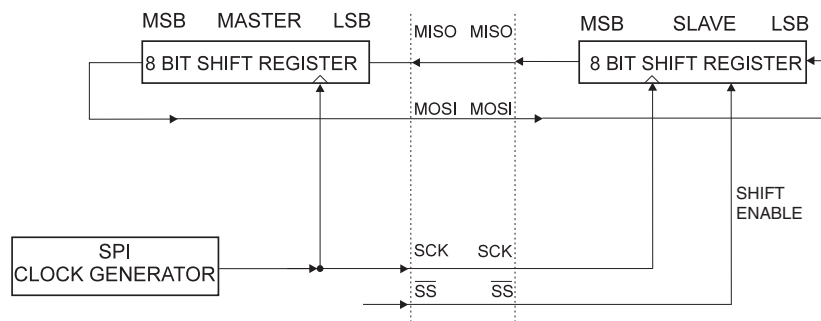 MSB MASTER LSB
MISO MISO
MSB SLAVE LSB
8 BIT SHIFT REGISTER
8 BIT SHIFT REGISTER
MOSI MOSI
SHIFT
ENABLE
SPI
CLOCK GENERATOR
SCK SCK
SS SS